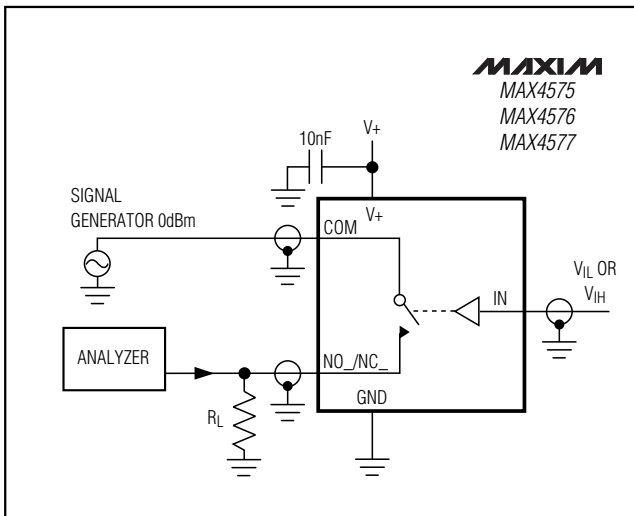 MAXIM
MAX4575
MAX4576
MAX4577
V+
10nF
SIGNAL
GENERATOR 0dBm
V+
COM
IN
VIL OR
VIH
ANALYZER
NO_/NC_
GND
RL